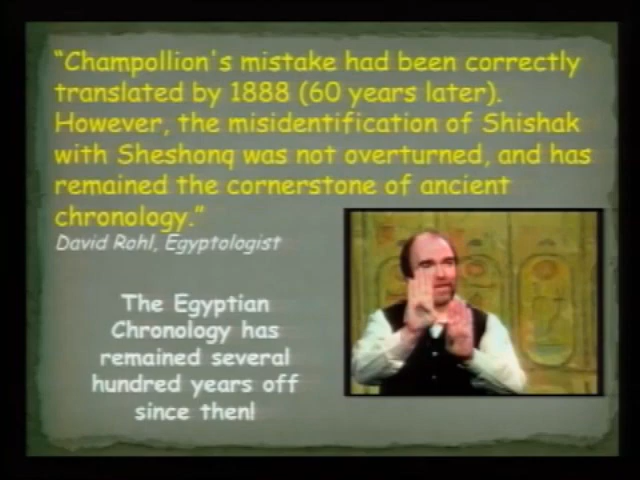 “Champollion's mistake had been correctly
translated by 1888 (60 years later).
However, the misidentification of Shishak
with Sheshonq was not overturned, and has
remained the cornerstone of ancient
chronology.”
David Rohl, Egyptologist
The Egyptian
Chronology has
remained several
hundred years off
since then!